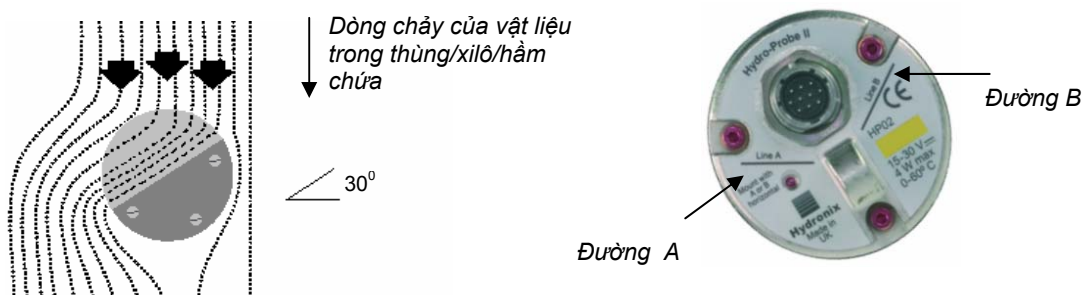 Dòng chảy của vật liệu
trong thùng/xilô/hầm
chứa
30⁰
Hydro-Probe II
Line B
CE
HP02
15-30 V
4 W max
0-60º C
Line A
Mount with
A or B
horizontal
Hydronix
Made in
UK
Đường B
Đường A